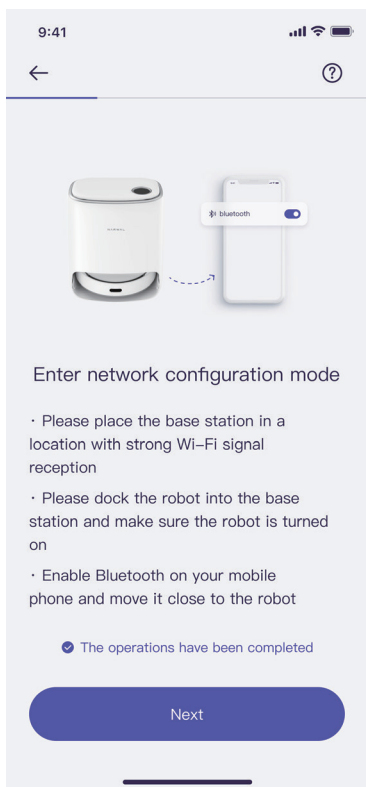 9:41
bluetooth
Enter network configuration mode
· Please place the base station in a
location with strong Wi-Fi signal
reception
· Please dock the robot into the base
station and make sure the robot is turned
on
· Enable Bluetooth on your mobile
phone and move it close to the robot
The operations have been completed
Next